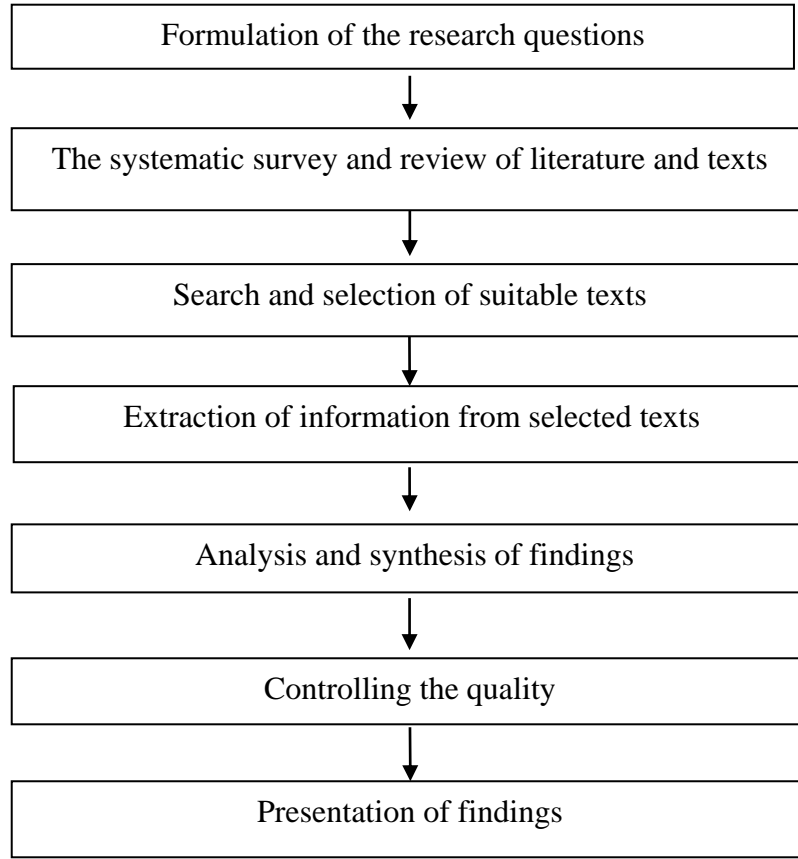 Formulation of the research questions
The systematic survey and review of literature and texts
Search and selection of suitable texts
Extraction of information from selected texts
Analysis and synthesis of findings
Controlling the quality
Presentation of findings